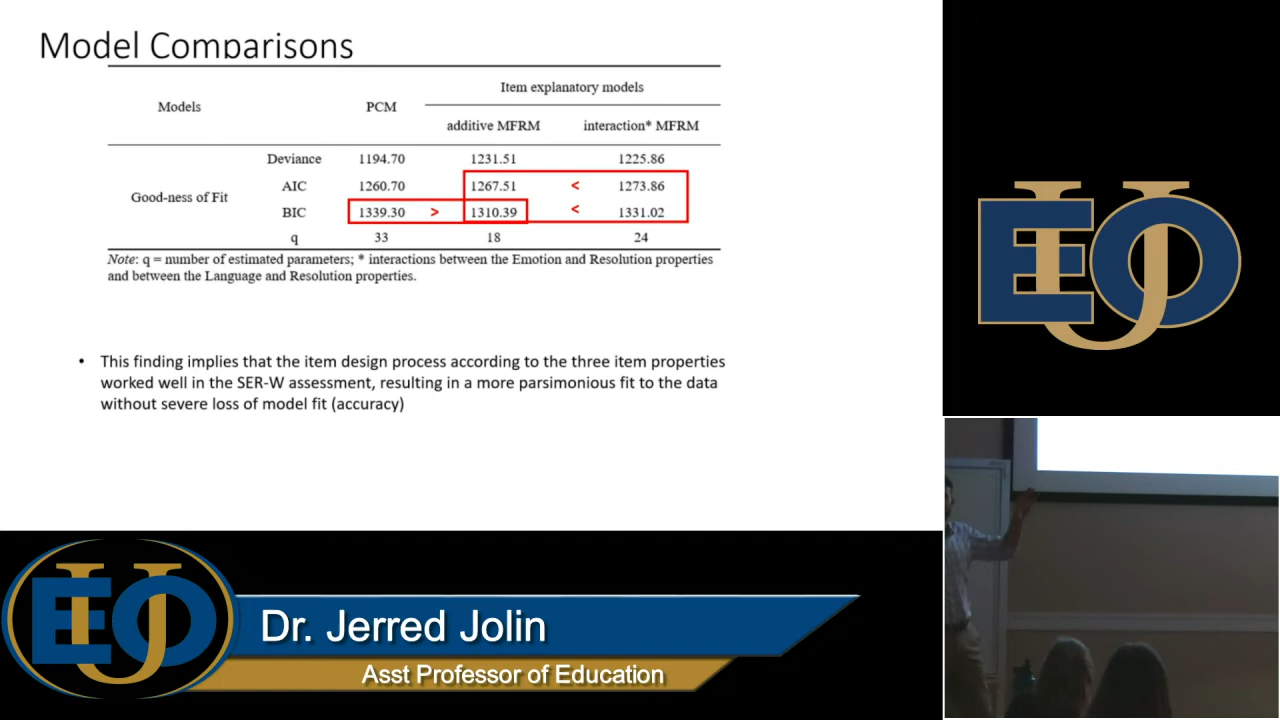 Model Comparisons
Item explanatory models
Models PCM
additive MFRM interaction* MFRM
Deviance 1194.70 1231.51 1225.86
AIC 1260.70 1267.51 < 1273.86
Good-ness of Fit
BIC 1339.30 > 1310.39 < 1331.02
q 33 18 24
Note: q = number of estimated parameters; * interactions between the Emotion and Resolution properties
and between the Language and Resolution properties.
• This finding implies that the item design process according to the three item properties
worked well in the SER-W assessment, resulting in a more parsimonious fit to the data
without severe loss of model fit (accuracy)
EOU
EOU
Dr. Jerred Jolin
Asst Professor of Education